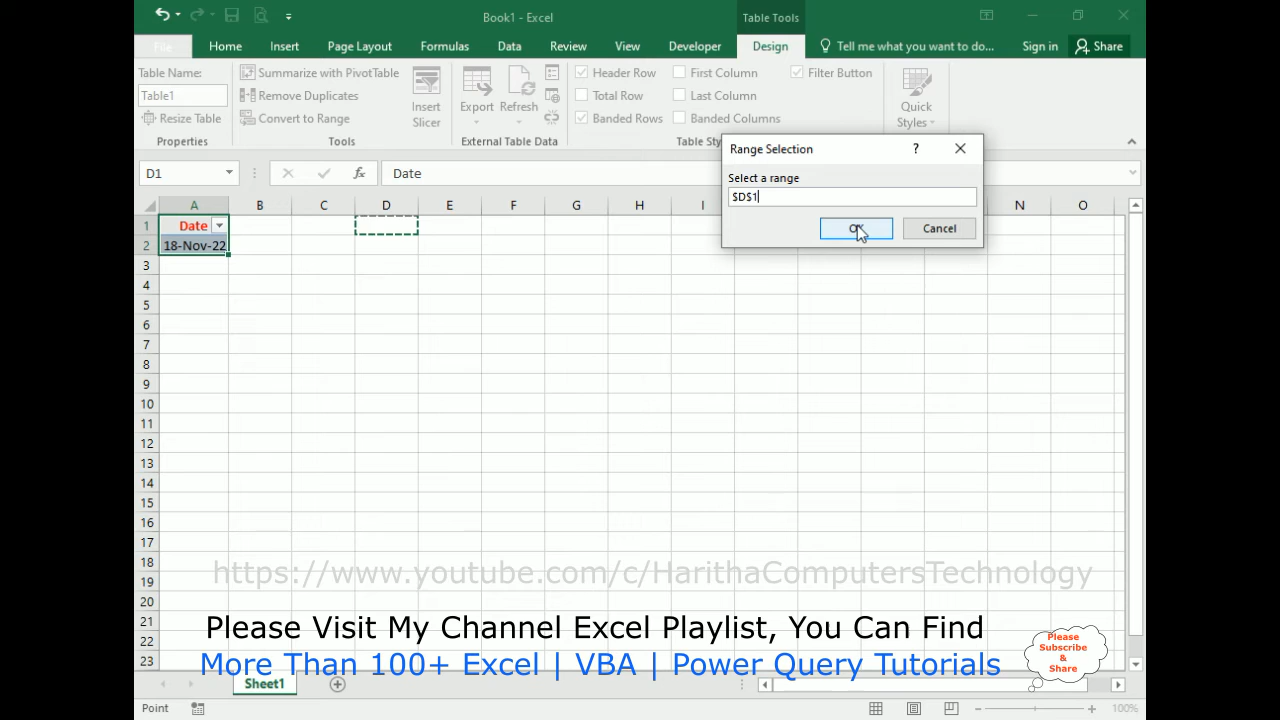 Book1 - Excel
Table Tools
File
Home
Insert
Page Layout
Formulas
Data
Review
View
Developer
Design
Tell me what you want to do...
Sign in
Share
Table Name:
Table1
Resize Table
Properties
Summarize with PivotTable
Remove Duplicates
Convert to Range
Tools
Insert
Slicer
Export
Refresh
External Table Data
Header Row
Total Row
Banded Rows
First Column
Last Column
Banded Columns
Filter Button
Table Sty
Quick
Styles
Range Selection
?
Select a range
$D$1
OK
Cancel
D1
fx
Date
A B C D E F G H I N O
1 Date
2 18-Nov-22
3
4
5
6
7
8
9
10
11
12
13
14
15
16
17
18
19
20
21
22
23
https://www.youtube.com/c/HarithaComputersTechnology
Please Visit My Channel Excel Playlist, You Can Find
More Than 100+ Excel | VBA | Power Query Tutorials
Please
Subscribe
&
Share
Sheet1
Point
100%